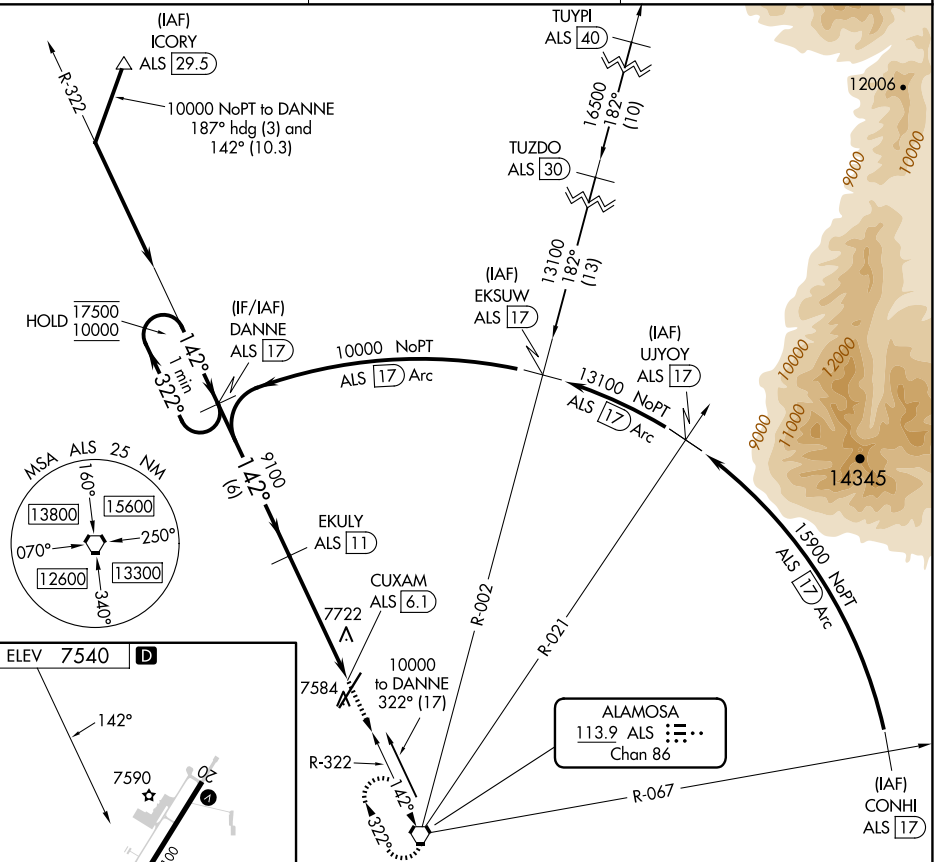 (IAF)
ICORY
ALS 29.5
R-322
10000 NoPT to DANNE
187° hdg (3) and
142° (10.3)
TUYPI
ALS 40
16500
182°
(10)
TUZDO
ALS 30
13100
182°
(13)
12006
9000
10000
HOLD 17500
10000
142°
1 min
322°
(IF/IAF)
DANNE
ALS 17
10000 NoPT
ALS 17 Arc
(IAF)
EKSUW
ALS 17
13100 NoPT
ALS 17 Arc
(IAF)
UJYOY
ALS 17
10000
12000
9000
11000
14345
15900 NoPT
ALS 17 Arc
MSA ALS 25 NM
160°
13800
15600
070°
250°
12600
13300
340°
9100
142°
(6)
EKULY
ALS 11
CUXAM
ALS 6.1
7722
7584
10000
to DANNE
322° (17)
R-322
142°
322°
R-002
R-021
R-067
ALAMOSA
113.9 ALS
Chan 86
(IAF)
CONHI
ALS 17
ELEV 7540 D
142°
7590
20
V